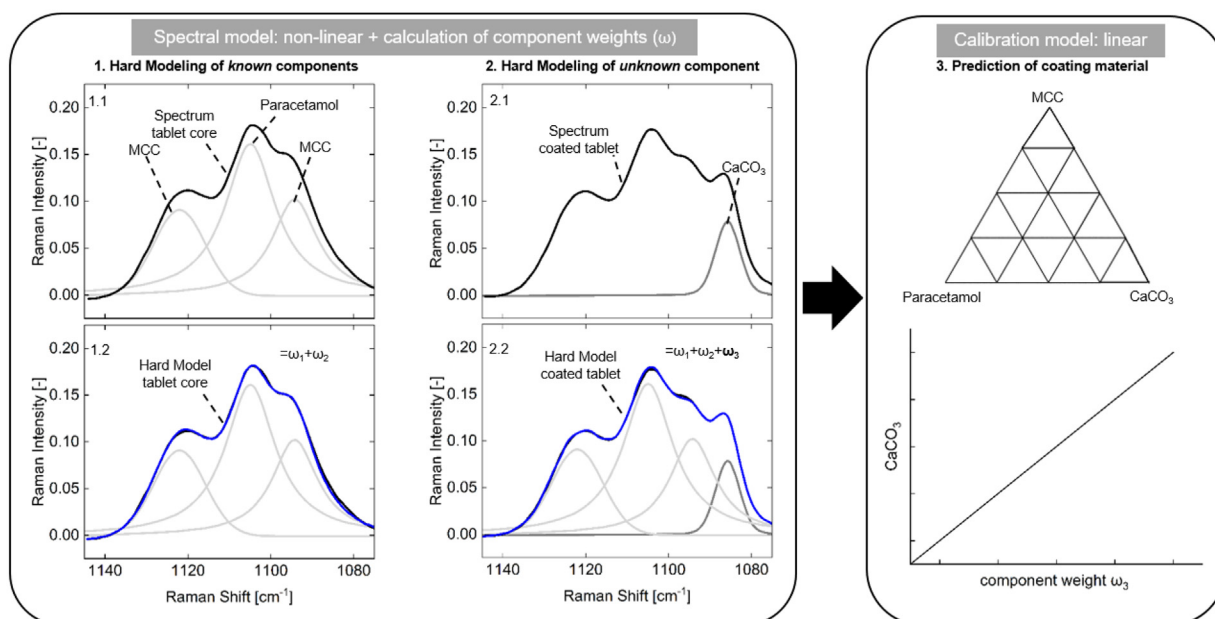 Spectral model: non-linear + calculation of component weights (ω)
1. Hard Modeling of known components
2. Hard Modeling of unknown component
1.1
Paracetamol
Spectrum
tablet core
MCC
MCC
0.20
0.15
0.10
0.05
0.00
Raman Intensity [-]
2.1
Spectrum
coated tablet
CaCO₃
0.20
0.15
0.10
0.05
0.00
Raman Intensity [-]
1.2
=ω₁+ω₂
Hard Model
tablet core
0.20
0.15
0.10
0.05
0.00
Raman Intensity [-]
1140
1120
1100
1080
Raman Shift [cm⁻¹]
2.2
=ω₁+ω₂+ω₃
Hard Model
coated tablet
0.20
0.15
0.10
0.05
0.00
Raman Intensity [-]
1140
1120
1100
1080
Raman Shift [cm⁻¹]
Calibration model: linear
3. Prediction of coating material
MCC
Paracetamol
CaCO₃
CaCO₃
component weight ω₃